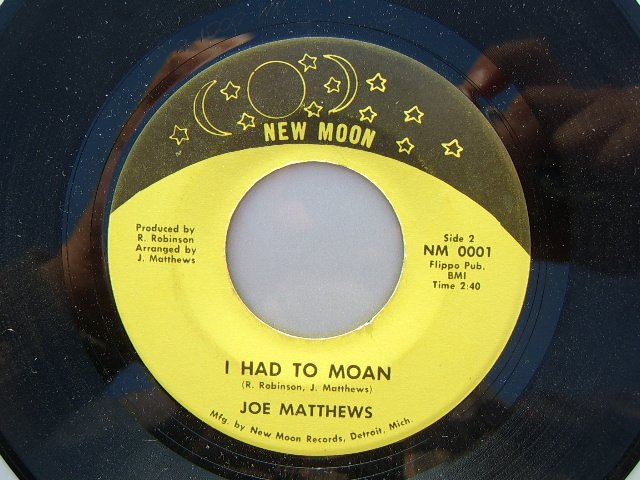 NEW MOON
Produced by
R. Robinson
Arranged by
J. Matthews
Side 2
NM 0001
Flippo Pub.
BMI
Time 2:40
I HAD TO MOAN
(R. Robinson, J. Matthews)
JOE MATTHEWS
Mfg. by New Moon Records, Detroit, Mich.